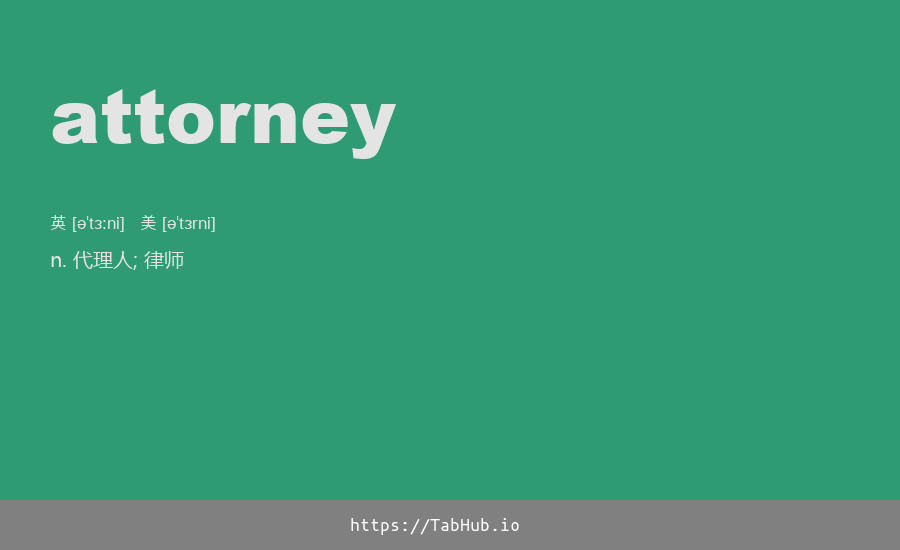 attorney
英 [ə'tɜ:ni] 美 [ə'tɜrni]
n. 代理人; 律师
https://TabHub.io